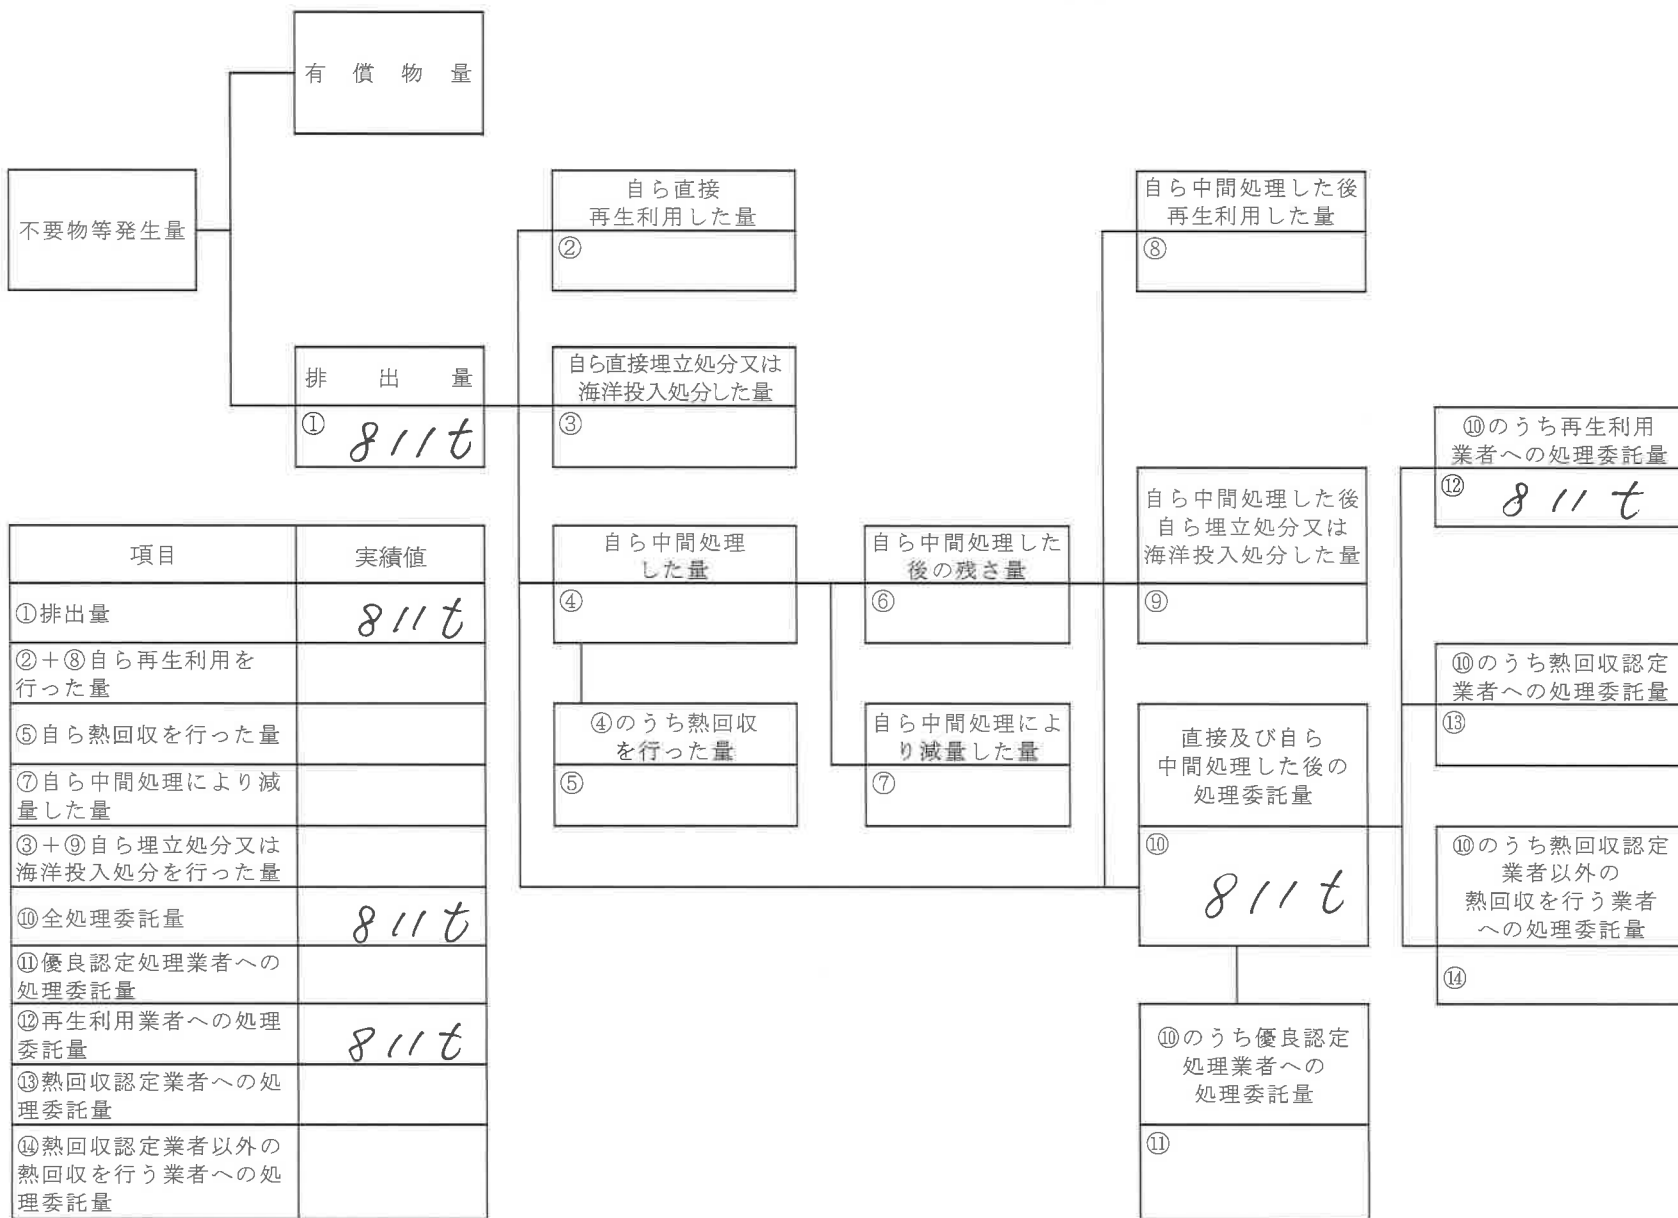 有償物量
不要物等発生量
排出量
① 811t
自ら直接
再生利用した量
②
自ら直接埋立処分又は
海洋投入処分した量
③
自ら中間処理
した量
④
④のうち熱回収
を行った量
⑤
自ら中間処理した
後の残さ量
⑥
自ら中間処理によ
り減量した量
⑦
自ら中間処理した後
再生利用した量
⑧
自ら中間処理した後
自ら埋立処分又は
海洋投入処分した量
⑨
直接及び自ら
中間処理した後の
処理委託量
⑩
811t
⑩のうち優良認定
処理業者への
処理委託量
⑪
⑩のうち再生利用
業者への処理委託量
⑫ 811t
⑩のうち熱回収認定
業者への処理委託量
⑬
⑩のうち熱回収認定
業者以外の
熱回収を行う業者
への処理委託量
⑭
項目 実績値
①排出量 811t
②+⑧自ら再生利用を
行った量
⑤自ら熱回収を行った量
⑦自ら中間処理により減
量した量
③+⑨自ら埋立処分又は
海洋投入処分を行った量
⑩全処理委託量 811t
⑪優良認定処理業者への
処理委託量
⑫再生利用業者への処理
委託量 811t
⑬熱回収認定業者への処
理委託量
⑭熱回収認定業者以外の
熱回収を行う業者への処
理委託量